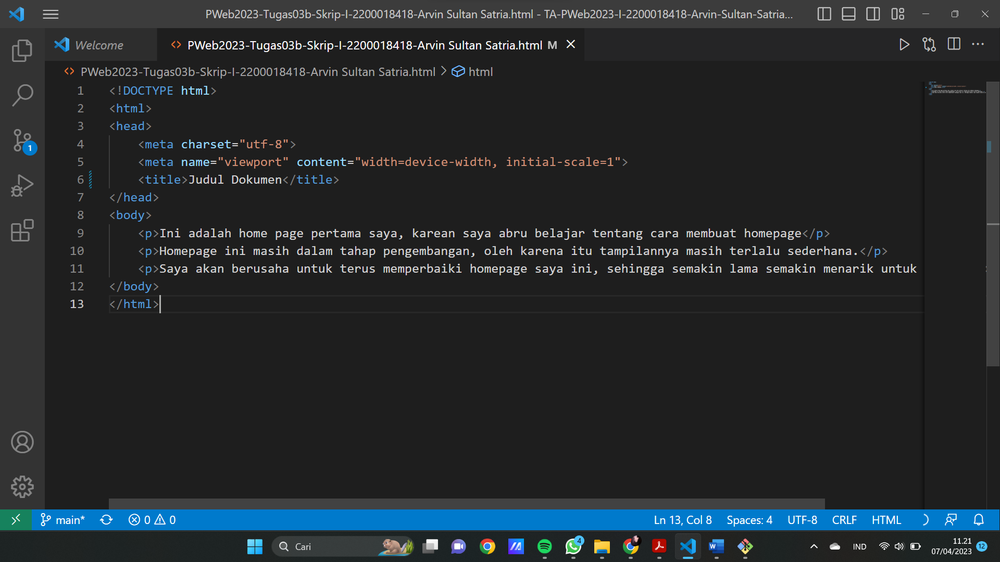 PWeb2023-Tugas03b-Skrip-I-2200018418-Arvin Sultan Satria.html - TA-PWeb2023-I-2200018418-Arvin-Sultan-Satria...
Welcome
PWeb2023-Tugas03b-Skrip-I-2200018418-Arvin Sultan Satria.html M
PWeb2023-Tugas03b-Skrip-I-2200018418-Arvin Sultan Satria.html > html
1 <!DOCTYPE html>
2 <html>
3 <head>
4 <meta charset="utf-8">
5 <meta name="viewport" content="width=device-width, initial-scale=1">
6 <title>Judul Dokumen</title>
7 </head>
8 <body>
9 <p>Ini adalah home page pertama saya, karean saya abru belajar tentang cara membuat homepage</p>
10 <p>Homepage ini masih dalam tahap pengembangan, oleh karena itu tampilannya masih terlalu sederhana.</p>
11 <p>Saya akan berusaha untuk terus memperbaiki homepage saya ini, sehingga semakin lama semakin menarik untuk
12 </body>
13 </html>
1
main* 0 0 Ln 13, Col 8 Spaces: 4 UTF-8 CRLF HTML
Cari 4 IND 11.21 12
07/04/2023